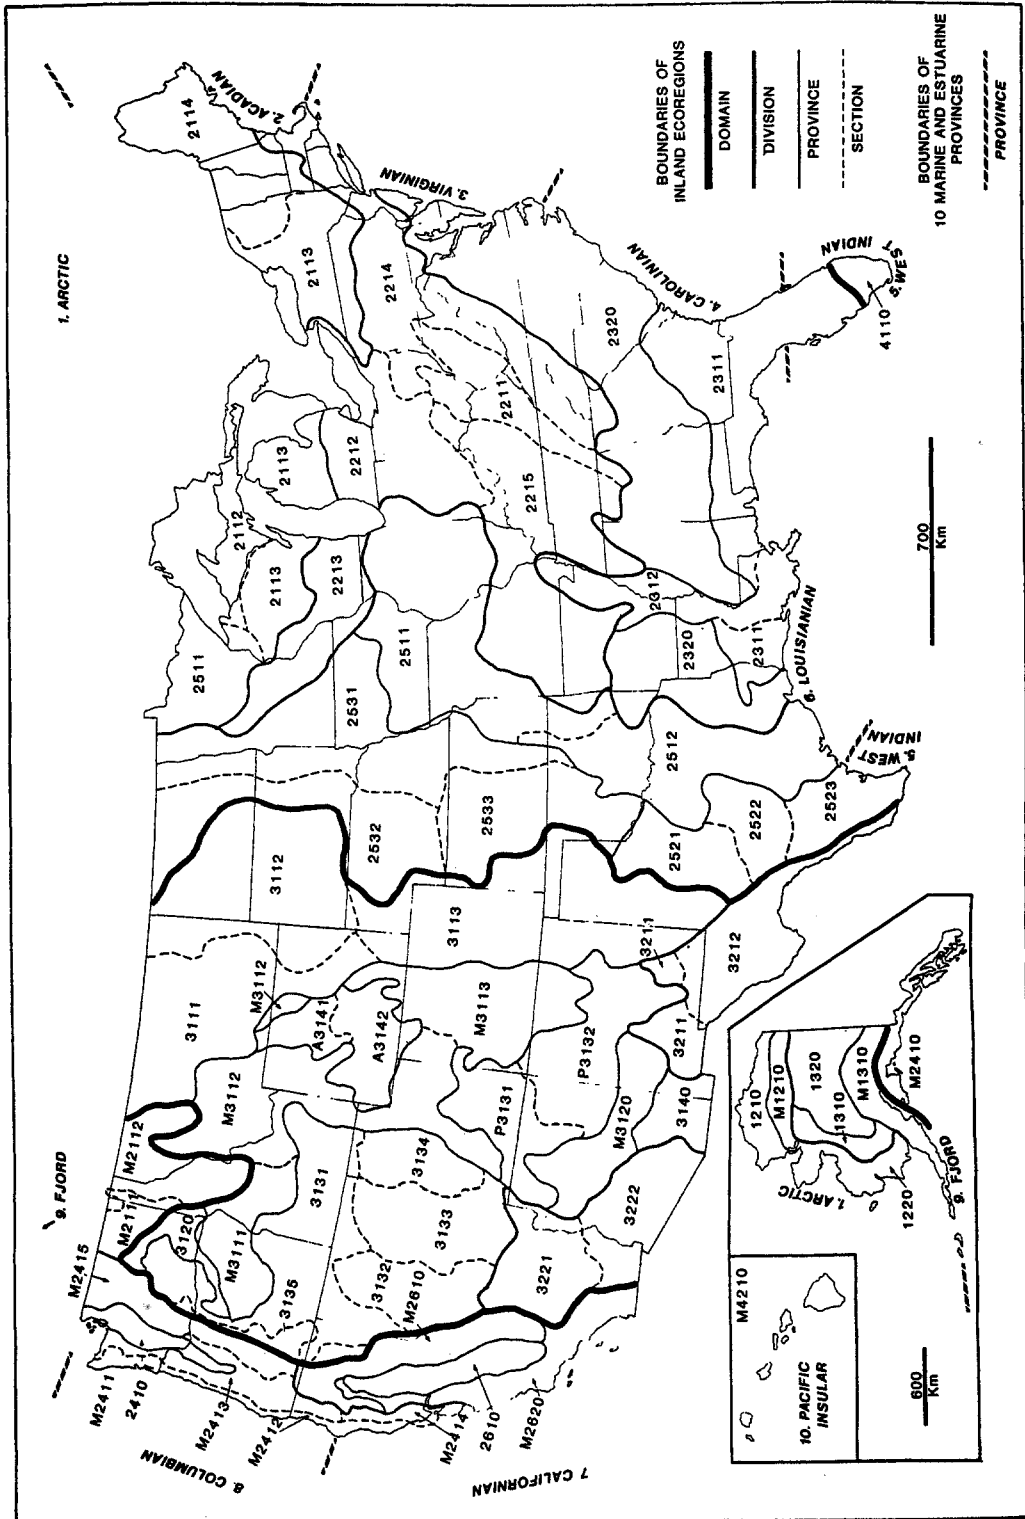 1. ARCTIC
9. FJORD
2. ACADIAN
3. VIRGINIAN
4. CAROLINIAN
5. WEST
INDIAN
6. LOUISIANIAN
5. WEST
INDIAN
7 CALIFORNIAN
8. COLUMBIAN
M2415
M2111
M2112
3120
M3111
M3112
3111
M3112
3112
2511
2113
2112
2113
2113
2114
M2411
2410
M2413
M2412
M2414
2610
M2620
3135
3131
3132
M2610
3133
3134
A3141
A3142
2532
2531
2511
2213
2212
2214
3221
3222
P3131
M3113
3113
2533
P3132
M3120
3140
3211
3211
3212
2521
2522
2523
2512
2215
2211
2312
2320
2311
2320
2311
4110
BOUNDARIES OF
INLAND ECOREGIONS
DOMAIN
DIVISION
PROVINCE
SECTION
BOUNDARIES OF
10 MARINE AND ESTUARINE
PROVINCES
PROVINCE
700
Km
M4210
10. PACIFIC
INSULAR
600
Km
1210
M1210
1320
1310
M1310
M2410
1. ARCTIC
1220
9. FJORD